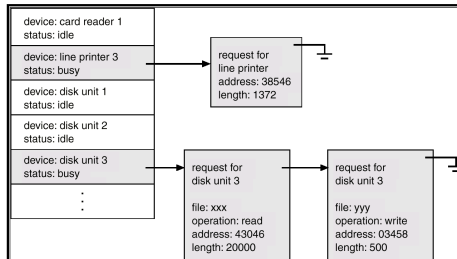 device: card reader 1
status: idle
device: line printer 3
status: busy
device: disk unit 1
status: idle
device: disk unit 2
status: idle
device: disk unit 3
status: busy
request for
line printer
address: 38546
length: 1372
request for
disk unit 3
file: xxx
operation: read
address: 43046
length: 20000
request for
disk unit 3
file: yyy
operation: write
address: 03458
length: 500